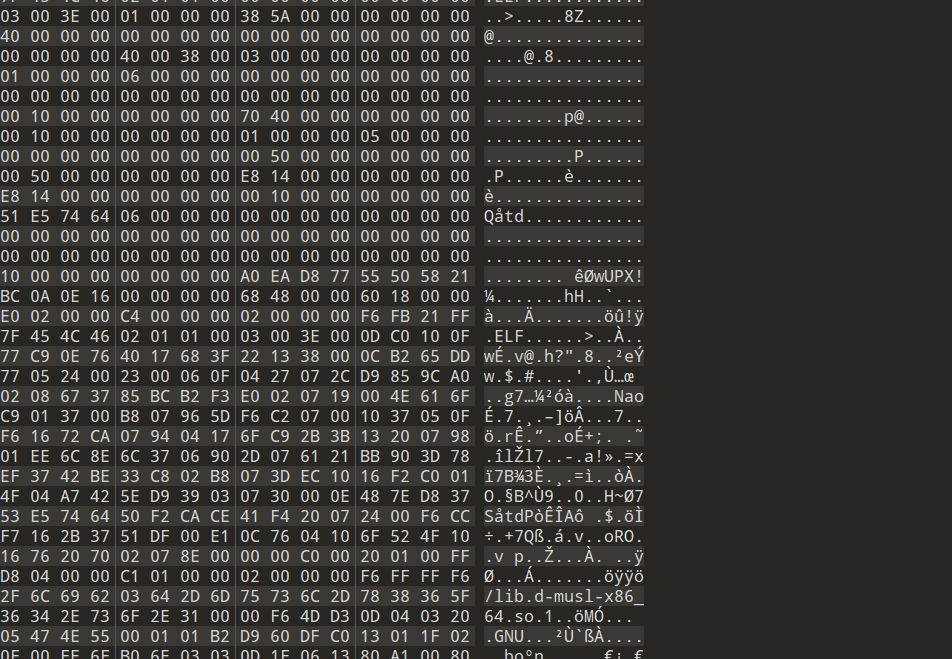 03 00 3E 00 01 00 00 00 38 5A 00 00 00 00 00 00 ..>.....8Z......
40 00 00 00 00 00 00 00 00 00 00 00 00 00 00 00 @...............
00 00 00 00 40 00 38 00 03 00 00 00 00 00 00 00 ....@.8.........
01 00 00 00 06 00 00 00 00 00 00 00 00 00 00 00 ................
00 00 00 00 00 00 00 00 00 00 00 00 00 00 00 00 ................
00 10 00 00 00 00 00 00 70 40 00 00 00 00 00 00 ........p@......
00 10 00 00 00 00 00 00 01 00 00 00 05 00 00 00 ................
00 00 00 00 00 00 00 00 00 50 00 00 00 00 00 00 .........P......
00 50 00 00 00 00 00 00 E8 14 00 00 00 00 00 00 .P......è.......
E8 14 00 00 00 00 00 00 00 10 00 00 00 00 00 00 è...............
51 E5 74 64 06 00 00 00 00 00 00 00 00 00 00 00 Qåtd............
00 00 00 00 00 00 00 00 00 00 00 00 00 00 00 00 ................
00 00 00 00 00 00 00 00 00 00 00 00 00 00 00 00 ................
10 00 00 00 00 00 00 00 A0 EA D8 77 55 50 58 21 ........ êØwUPX!
BC 0A 0E 16 00 00 00 00 68 48 00 00 60 18 00 00 ¼.......hH..`...
E0 02 00 00 C4 00 00 00 02 00 00 00 F6 FB 21 FF à...Ä.......öû!ÿ
7F 45 4C 46 02 01 01 00 03 00 3E 00 0D C0 10 0F .ELF......>..À..
77 C9 0E 76 40 17 68 3F 22 13 38 00 0C B2 65 DD wÉ.v@.h?".8..²eÝ
77 05 24 00 23 00 06 0F 04 27 07 2C D9 85 9C A0 w.$.#....'.,Ù…œ
02 08 67 37 85 BC B2 F3 E0 02 07 19 00 4E 61 6F ..g7…¼²óà....Nao
C9 01 37 00 B8 07 96 5D F6 C2 07 00 10 37 05 0F É.7.¸.–]öÂ...7..
F6 16 72 CA 07 94 04 17 6F C9 2B 3B 13 20 07 98 ö.rÊ.”..oÉ+;. .˜
01 EE 6C 8E 6C 37 06 90 2D 07 61 21 BB 90 3D 78 .îlŽl7..-.a!».=x
EF 37 42 BE 33 C8 02 B8 07 3D EC 10 16 F2 C0 01 ï7B¾3È.¸.=ì..òÀ.
4F 04 A7 42 5E D9 39 03 07 30 00 0E 48 7E D8 37 O.§B^Ù9..0..H~Ø7
53 E5 74 64 50 F2 CA CE 41 F4 20 07 24 00 F6 CC SåtdPòÊÎAô .$.öÌ
F7 16 2B 37 51 DF 00 E1 0C 76 04 10 6F 52 4F 10 ÷.+7Qß.á.v..oRO.
16 76 20 70 02 07 8E 00 00 00 C0 00 20 01 00 FF .v p..Ž...À. ..ÿ
D8 04 00 00 C1 01 00 00 02 00 00 00 F6 FF FF F6 Ø...Á.......öÿÿö
2F 6C 69 62 03 64 2D 6D 75 73 6C 2D 78 38 36 5F /lib.d-musl-x86_
36 34 2E 73 6F 2E 31 00 00 F6 4D D3 0D 04 03 20 64.so.1..öMÓ...
05 47 4E 55 00 01 01 B2 D9 60 DF C0 13 01 1F 02 .GNU...²Ù`ßÀ....